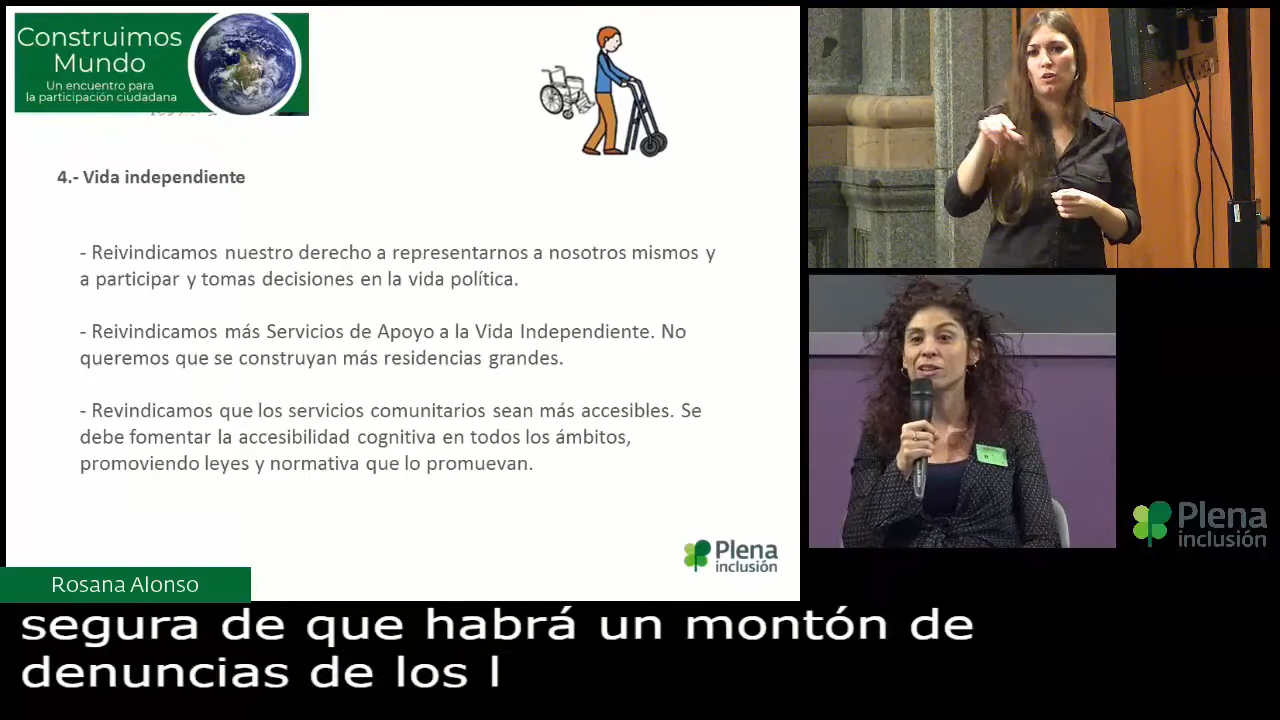 Construimos
Mundo
Un encuentro para
la participación ciudadana
4.- Vida independiente
- Reivindicamos nuestro derecho a representarnos a nosotros mismos y
a participar y tomas decisiones en la vida política.
- Reivindicamos más Servicios de Apoyo a la Vida Independiente. No
queremos que se construyan más residencias grandes.
- Revindicamos que los servicios comunitarios sean más accesibles. Se
debe fomentar la accesibilidad cognitiva en todos los ámbitos,
promoviendo leyes y normativa que lo promuevan.
Plena
inclusión
Plena
inclusión
Rosana Alonso
segura de que habrá un montón de
denuncias de los l